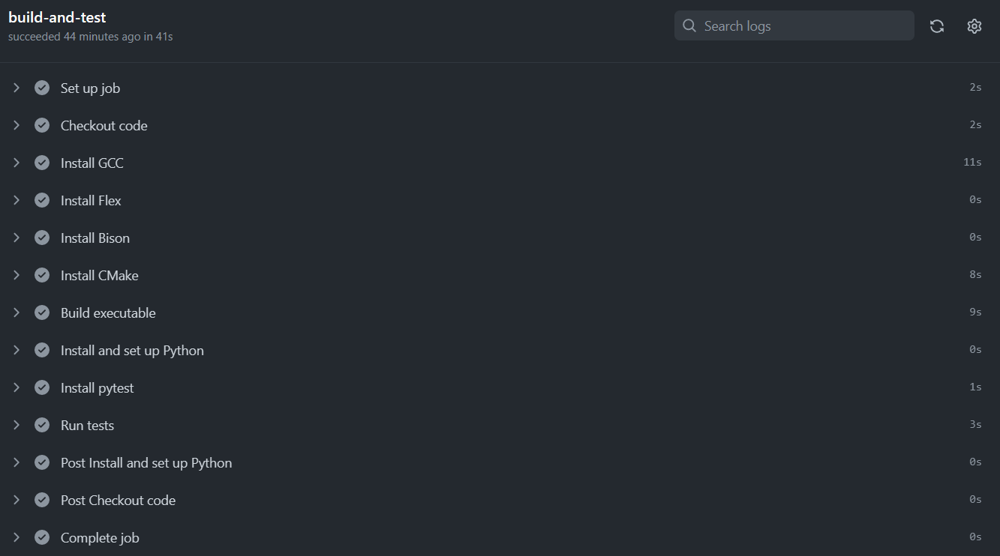 build-and-test
succeeded 44 minutes ago in 41s
Search logs
Set up job 2s
Checkout code 2s
Install GCC 11s
Install Flex 0s
Install Bison 0s
Install CMake 8s
Build executable 9s
Install and set up Python 0s
Install pytest 1s
Run tests 3s
Post Install and set up Python 0s
Post Checkout code 0s
Complete job 0s